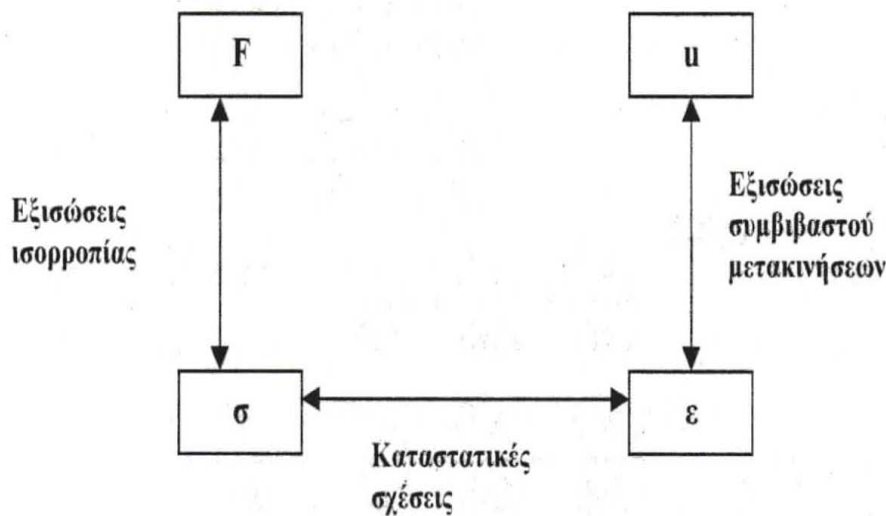 F
u
Εξισώσεις
ισορροπίας
Εξισώσεις
συμβιβαστού
μετακινήσεων
σ
ε
Καταστατικές
σχέσεις